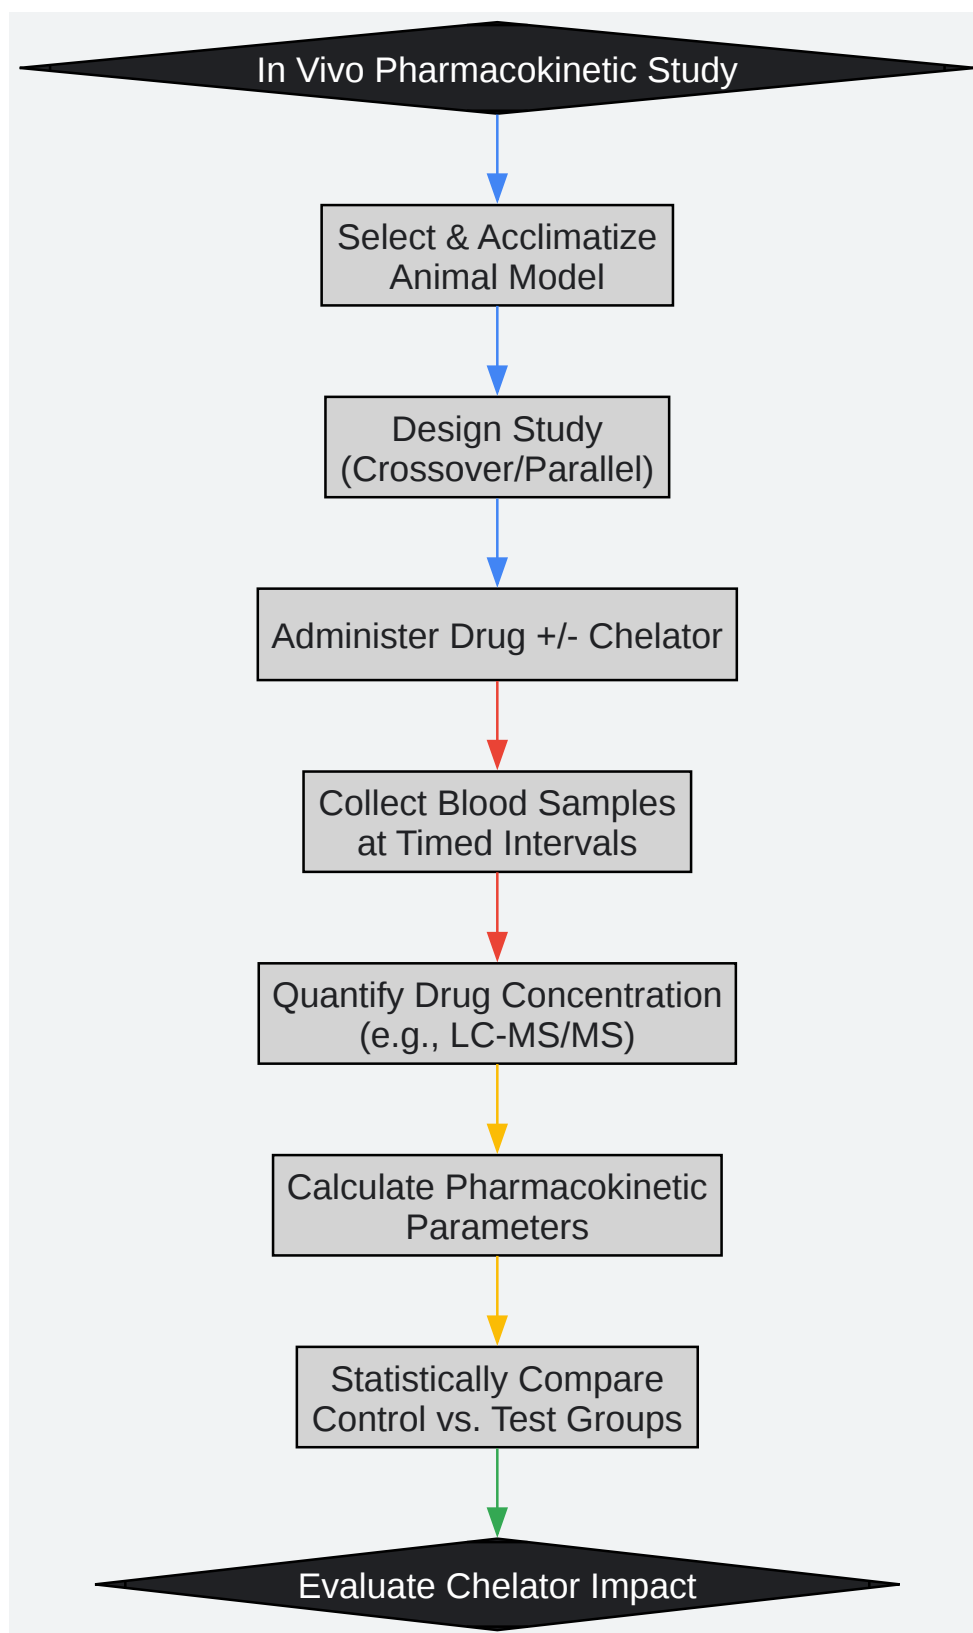 In Vivo Pharmacokinetic Study
Select & Acclimatize
Animal Model
Design Study
(Crossover/Parallel)
Administer Drug +/- Chelator
Collect Blood Samples
at Timed Intervals
Quantify Drug Concentration
(e.g., LC-MS/MS)
Calculate Pharmacokinetic
Parameters
Statistically Compare
Control vs. Test Groups
Evaluate Chelator Impact